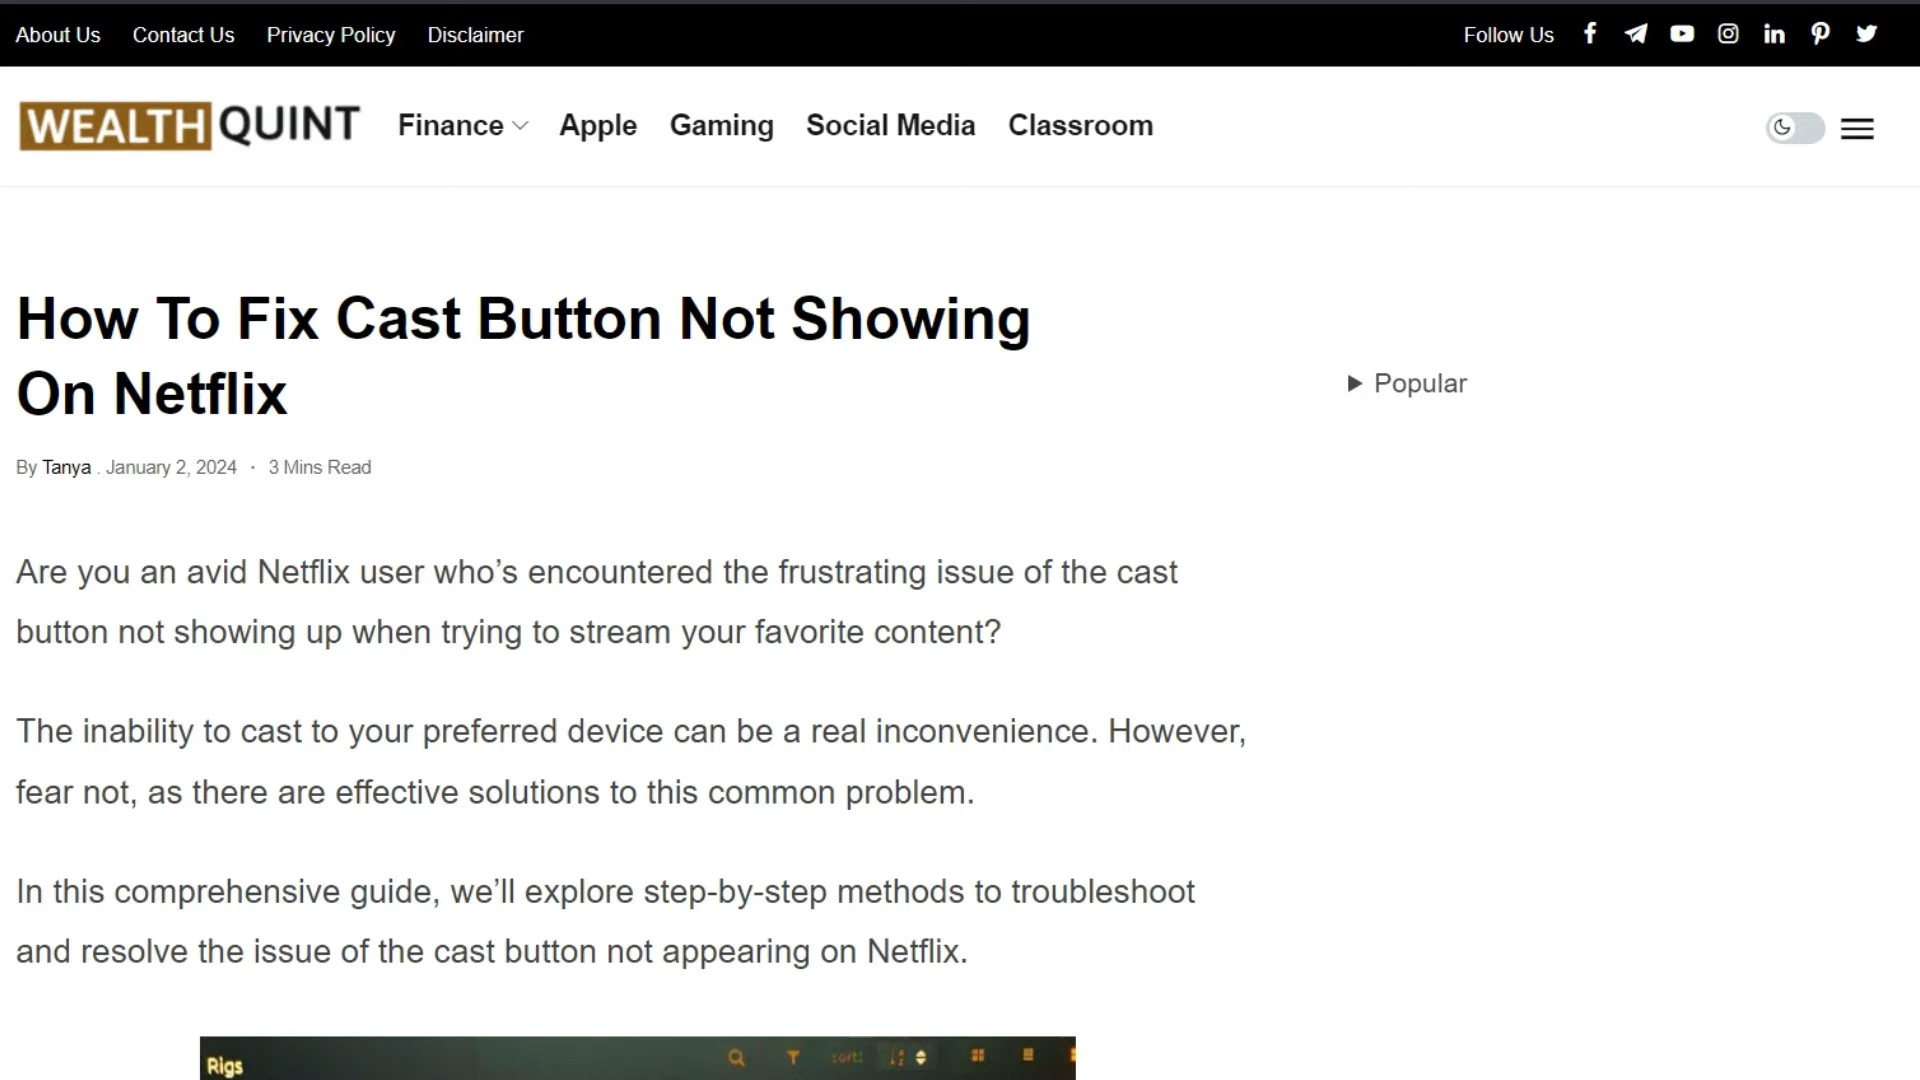 About Us Contact Us Privacy Policy Disclaimer Follow Us
WEALTH QUINT Finance Apple Gaming Social Media Classroom
How To Fix Cast Button Not Showing
On Netflix
Popular
By Tanya . January 2, 2024 · 3 Mins Read
Are you an avid Netflix user who’s encountered the frustrating issue of the cast
button not showing up when trying to stream your favorite content?
The inability to cast to your preferred device can be a real inconvenience. However,
fear not, as there are effective solutions to this common problem.
In this comprehensive guide, we’ll explore step-by-step methods to troubleshoot
and resolve the issue of the cast button not appearing on Netflix.
Rigs sort: